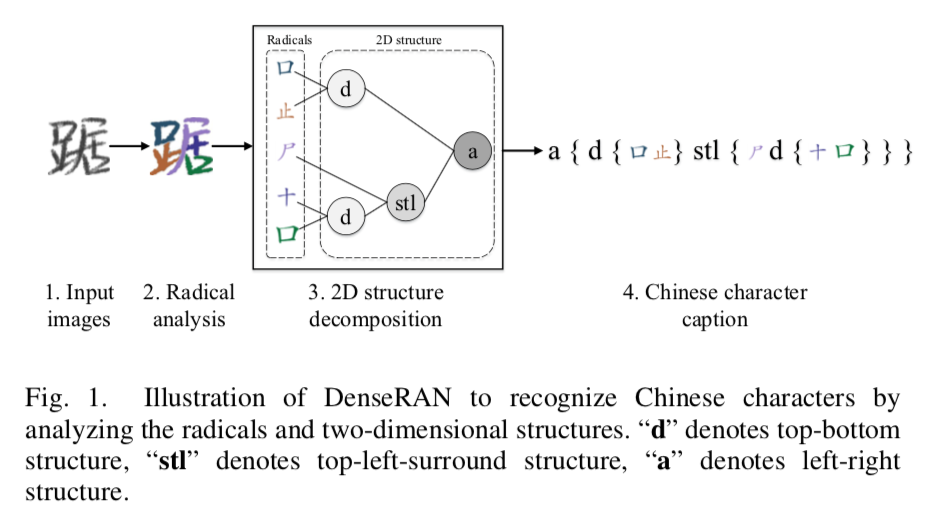 Radicals
2D structure
口
止
尸
十
口
d
d
stl
a
踞
踞
a { d { 口 止 } stl { 尸 d { 十 口 } } }
1. Input images
2. Radical analysis
3. 2D structure decomposition
4. Chinese character caption
Fig. 1. Illustration of DenseRAN to recognize Chinese characters by
analyzing the radicals and two-dimensional structures. “d” denotes top-bottom
structure, “stl” denotes top-left-surround structure, “a” denotes left-right
structure.